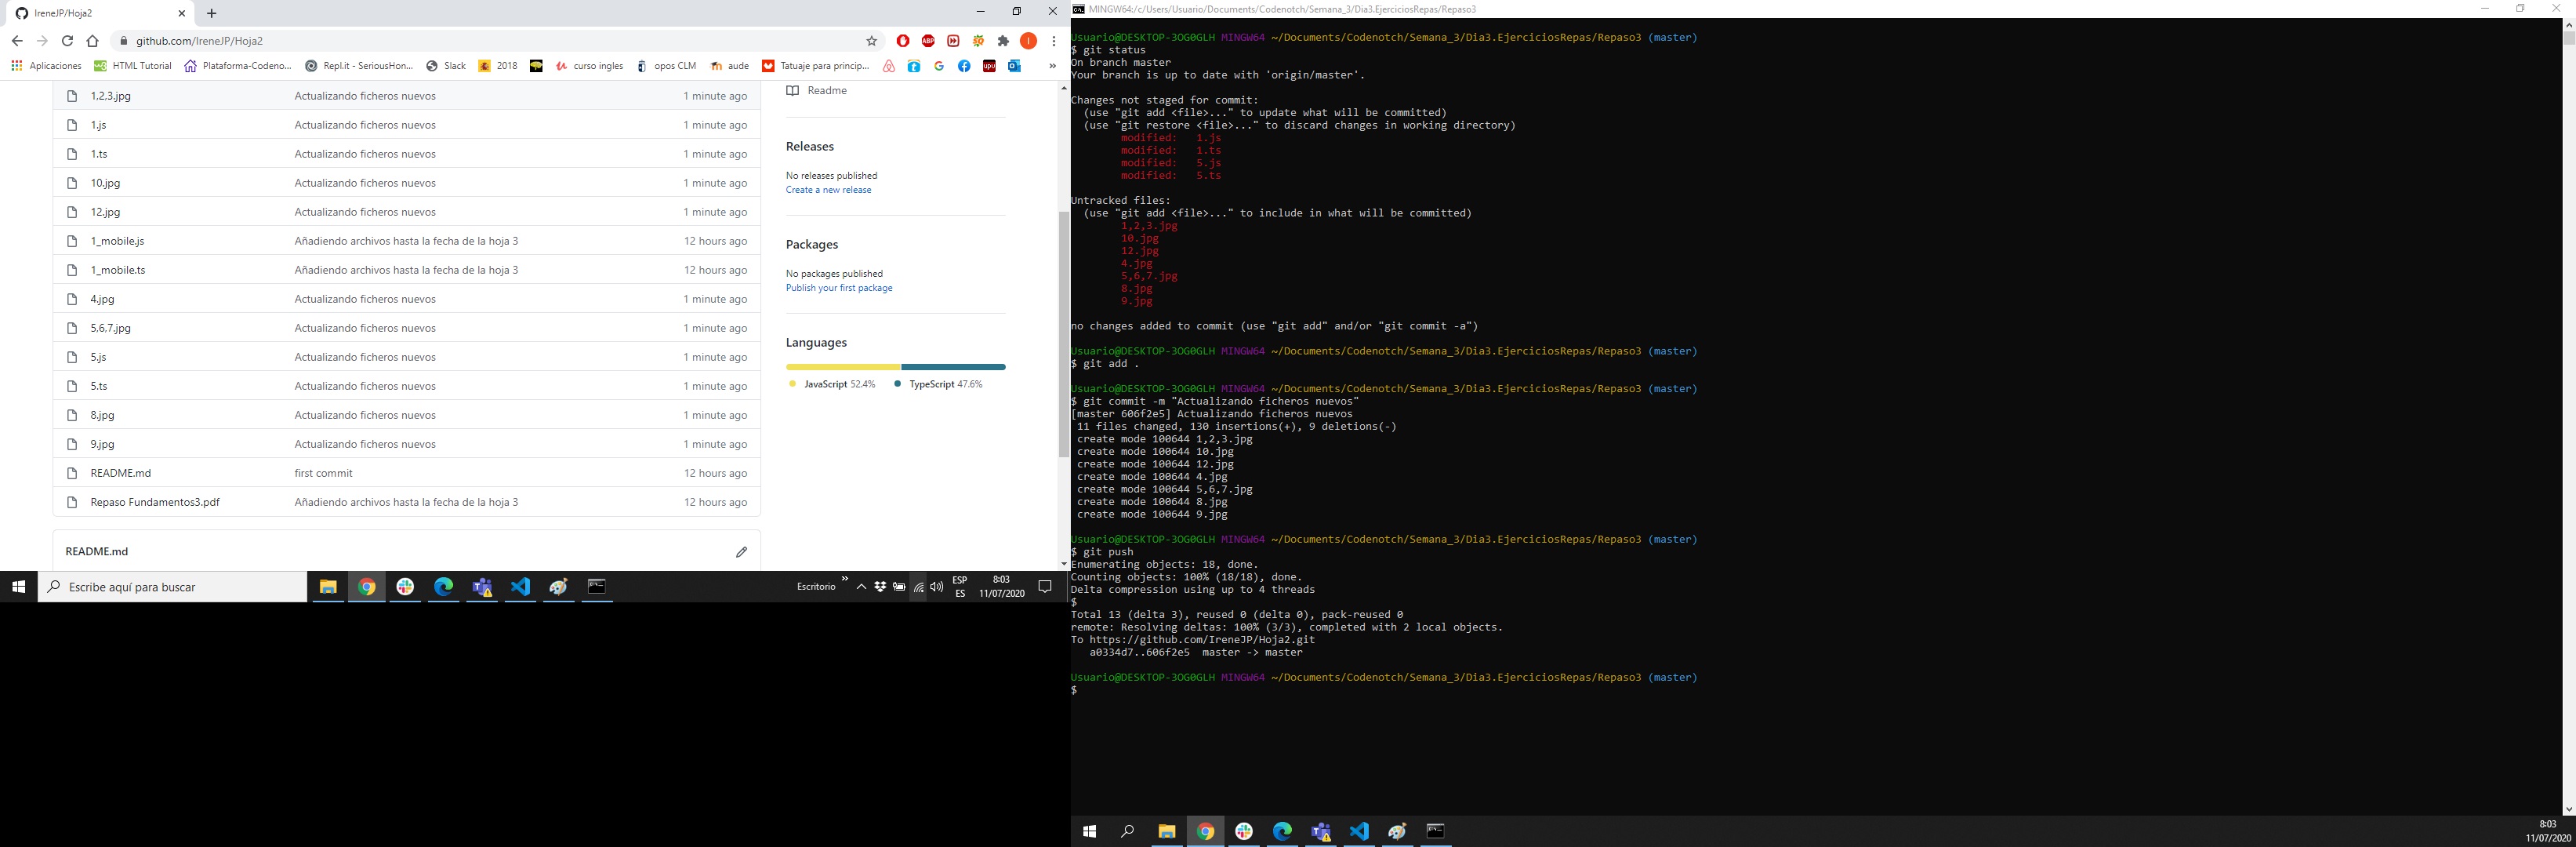 IreneJP/Hoja2
github.com/IreneJP/Hoja2
Aplicaciones HTML Tutorial Plataforma-Codeno... Repl.it - SeriousHon... Slack 2018 curso ingles opos CLM aude Tatuaje para princip... »
1,2,3.jpg Actualizando ficheros nuevos 1 minute ago
1.js Actualizando ficheros nuevos 1 minute ago
1.ts Actualizando ficheros nuevos 1 minute ago
10.jpg Actualizando ficheros nuevos 1 minute ago
12.jpg Actualizando ficheros nuevos 1 minute ago
1_mobile.js Añadiendo archivos hasta la fecha de la hoja 3 12 hours ago
1_mobile.ts Añadiendo archivos hasta la fecha de la hoja 3 12 hours ago
4.jpg Actualizando ficheros nuevos 1 minute ago
5,6,7.jpg Actualizando ficheros nuevos 1 minute ago
5.js Actualizando ficheros nuevos 1 minute ago
5.ts Actualizando ficheros nuevos 1 minute ago
8.jpg Actualizando ficheros nuevos 1 minute ago
9.jpg Actualizando ficheros nuevos 1 minute ago
README.md first commit 12 hours ago
Repaso Fundamentos3.pdf Añadiendo archivos hasta la fecha de la hoja 3 12 hours ago
README.md
Readme
Releases
No releases published
Create a new release
Packages
No packages published
Publish your first package
Languages
JavaScript 52.4% TypeScript 47.6%
Escribe aquí para buscar
Escritorio »
ESP
ES
8:03
11/07/2020
MINGW64:/c/Users/Usuario/Documents/Codenotch/Semana_3/Dia3.EjerciciosRepas/Repaso3
Usuario@DESKTOP-3OG0GLH MINGW64 ~/Documents/Codenotch/Semana_3/Dia3.EjerciciosRepas/Repaso3 (master)
$ git status
On branch master
Your branch is up to date with 'origin/master'.
Changes not staged for commit:
(use "git add <file>..." to update what will be committed)
(use "git restore <file>..." to discard changes in working directory)
modified: 1.js
modified: 1.ts
modified: 5.js
modified: 5.ts
Untracked files:
(use "git add <file>..." to include in what will be committed)
1,2,3.jpg
10.jpg
12.jpg
4.jpg
5,6,7.jpg
8.jpg
9.jpg
no changes added to commit (use "git add" and/or "git commit -a")
Usuario@DESKTOP-3OG0GLH MINGW64 ~/Documents/Codenotch/Semana_3/Dia3.EjerciciosRepas/Repaso3 (master)
$ git add .
Usuario@DESKTOP-3OG0GLH MINGW64 ~/Documents/Codenotch/Semana_3/Dia3.EjerciciosRepas/Repaso3 (master)
$ git commit -m "Actualizando ficheros nuevos"
[master 606f2e5] Actualizando ficheros nuevos
11 files changed, 130 insertions(+), 9 deletions(-)
create mode 100644 1,2,3.jpg
create mode 100644 10.jpg
create mode 100644 12.jpg
create mode 100644 4.jpg
create mode 100644 5,6,7.jpg
create mode 100644 8.jpg
create mode 100644 9.jpg
Usuario@DESKTOP-3OG0GLH MINGW64 ~/Documents/Codenotch/Semana_3/Dia3.EjerciciosRepas/Repaso3 (master)
$ git push
Enumerating objects: 18, done.
Counting objects: 100% (18/18), done.
Delta compression using up to 4 threads
$
Total 13 (delta 3), reused 0 (delta 0), pack-reused 0
remote: Resolving deltas: 100% (3/3), completed with 2 local objects.
To https://github.com/IreneJP/Hoja2.git
a0334d7..606f2e5 master -> master
Usuario@DESKTOP-3OG0GLH MINGW64 ~/Documents/Codenotch/Semana_3/Dia3.EjerciciosRepas/Repaso3 (master)
$
8:03
11/07/2020